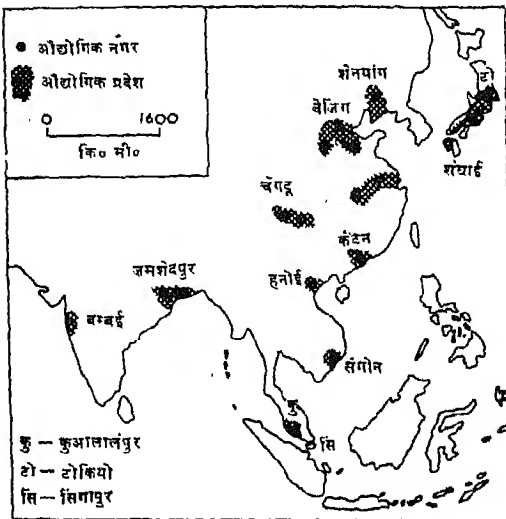 औद्योगिक नगर
औद्योगिक प्रदेश
0 1600
कि० मी०
शेनयांग
बेजिंग
टो
शंघाई
चेंगडू
कैंटन
हनोई
जमशेदपुर
बम्बई
सैगोन
कु
सि
कु — कुआलालंपुर
टो — टोकियो
सि — सिंगापुर